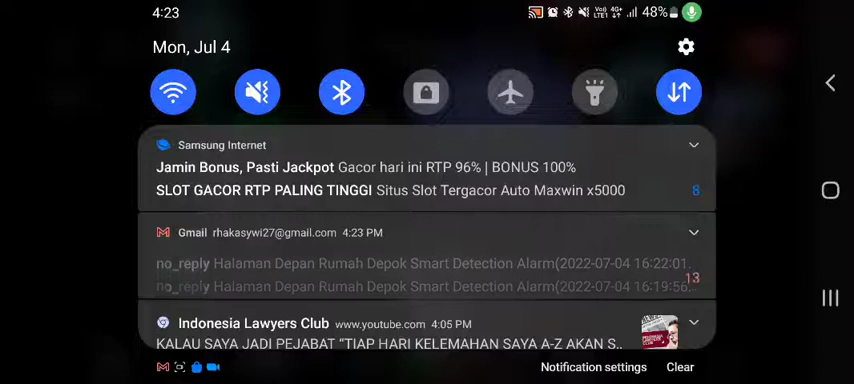 4:23
Vo)) LTE1 4G+ 48%
Mon, Jul 4
Samsung Internet
Jamin Bonus, Pasti Jackpot Gacor hari ini RTP 96% | BONUS 100%
SLOT GACOR RTP PALING TINGGI Situs Slot Tergacor Auto Maxwin x5000 8
Gmail rhakasywi27@gmail.com 4:23 PM
no_reply Halaman Depan Rumah Depok Smart Detection Alarm(2022-07-04 16:22:01...
13
no_reply Halaman Depan Rumah Depok Smart Detection Alarm(2022-07-04 16:19:56...
Indonesia Lawyers Club www.youtube.com 4:05 PM
KALAU SAYA JADI PEJABAT “TIAP HARI KELEMAHAN SAYA A-Z AKAN S..
Notification settings Clear